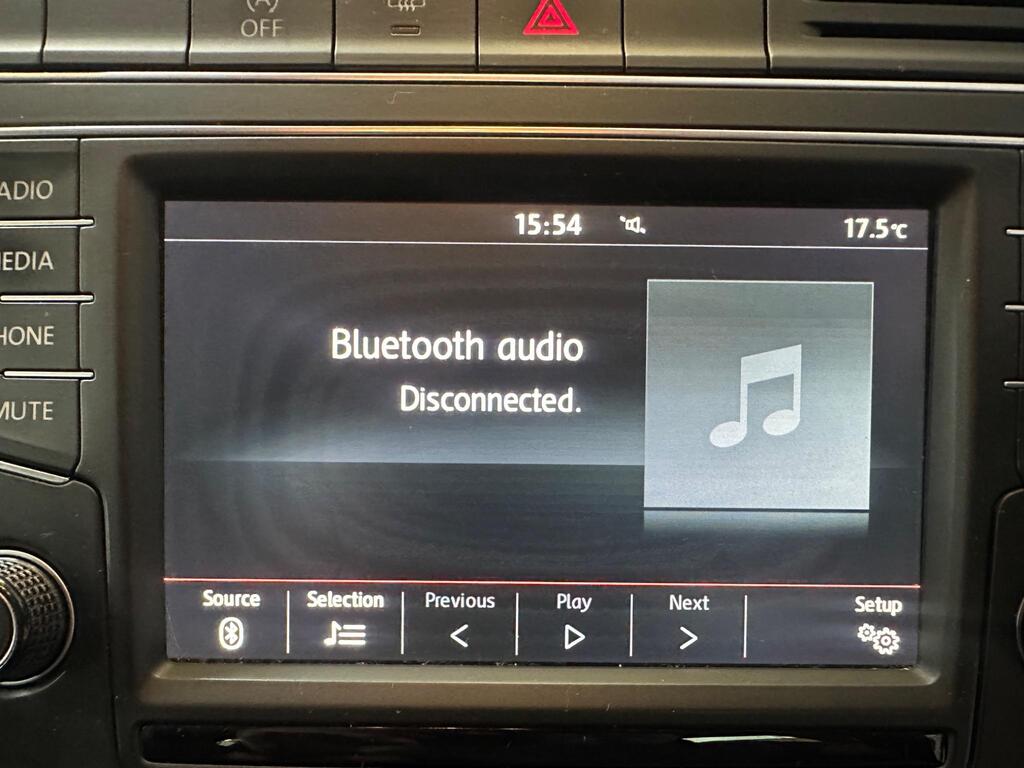 OFF
15:54
17.5°C
ADIO
EDIA
HONE
MUTE
Bluetooth audio
Disconnected.
Source
Selection
Previous
Play
Next
Setup